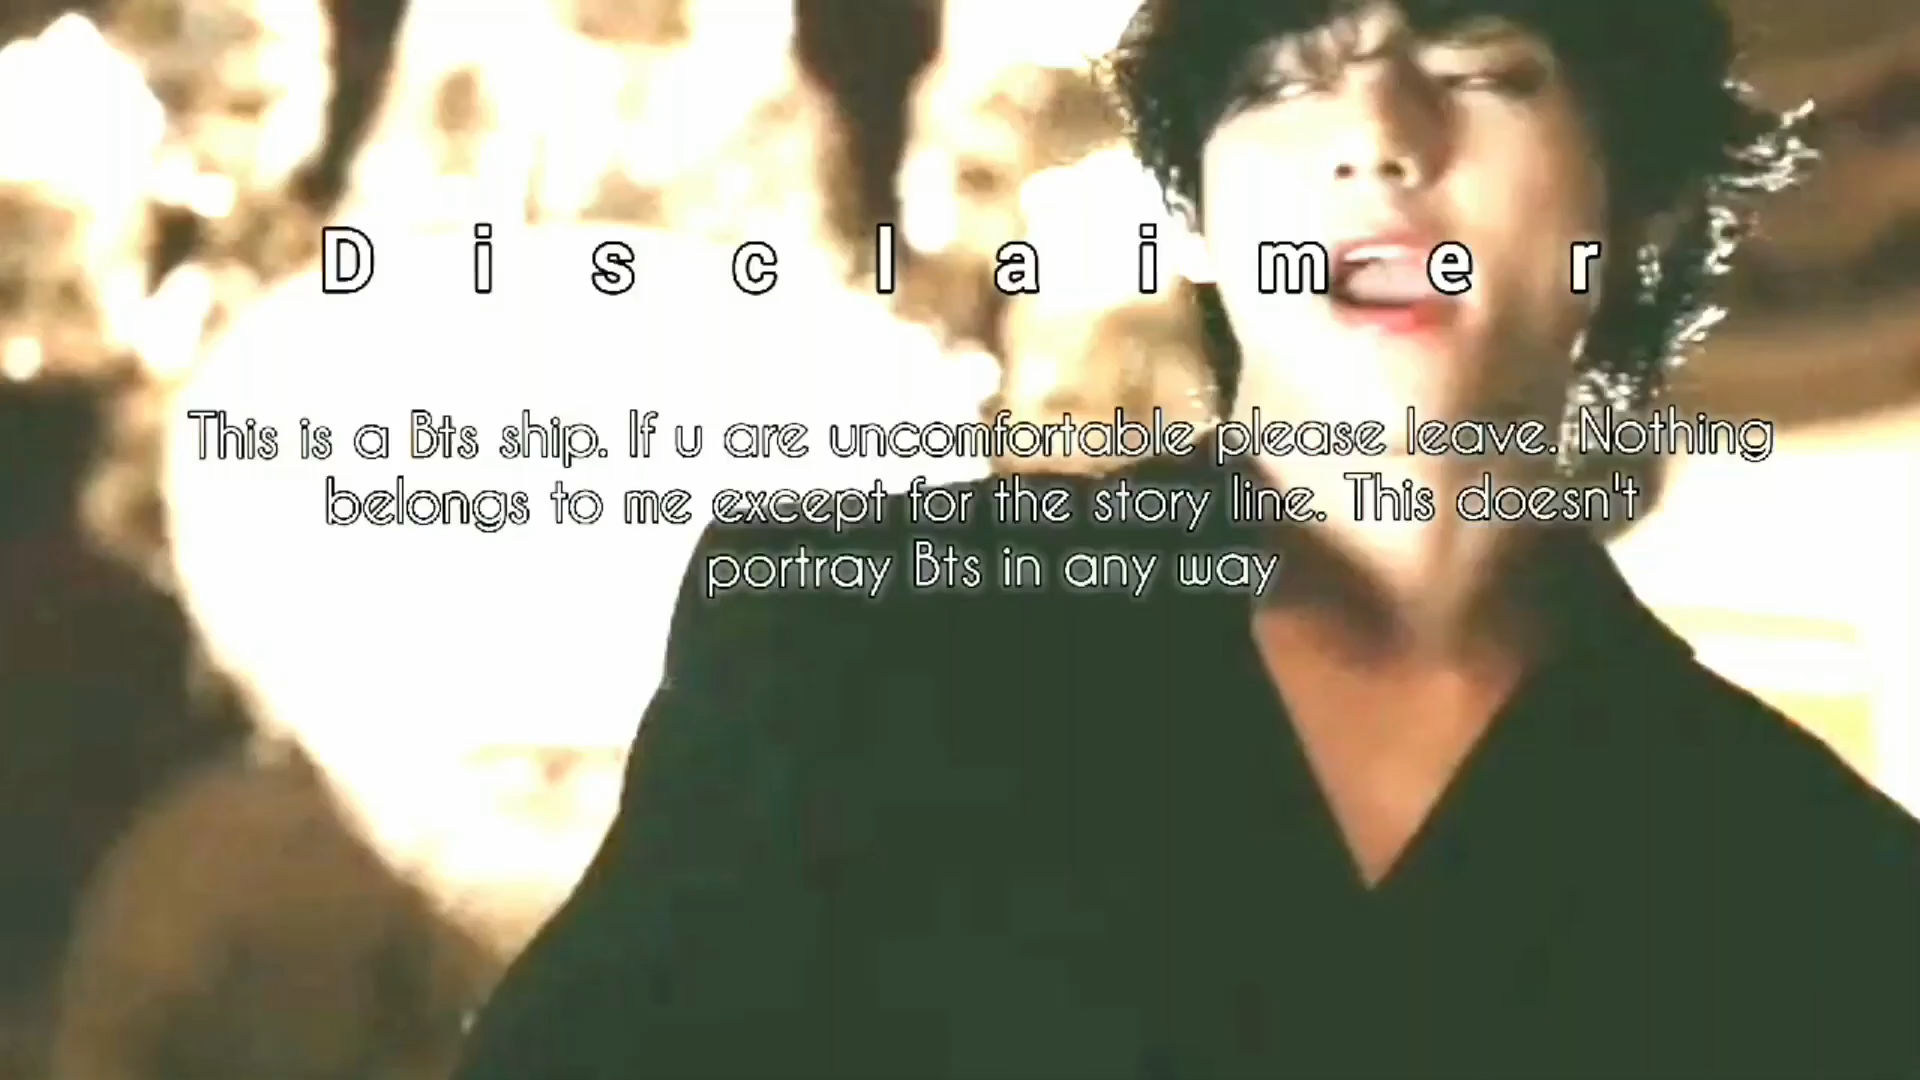 Disclaimer
This is a Bts ship. If u are uncomfortable please leave. Nothing
belongs to me except for the story line. This doesn't
portray Bts in any way